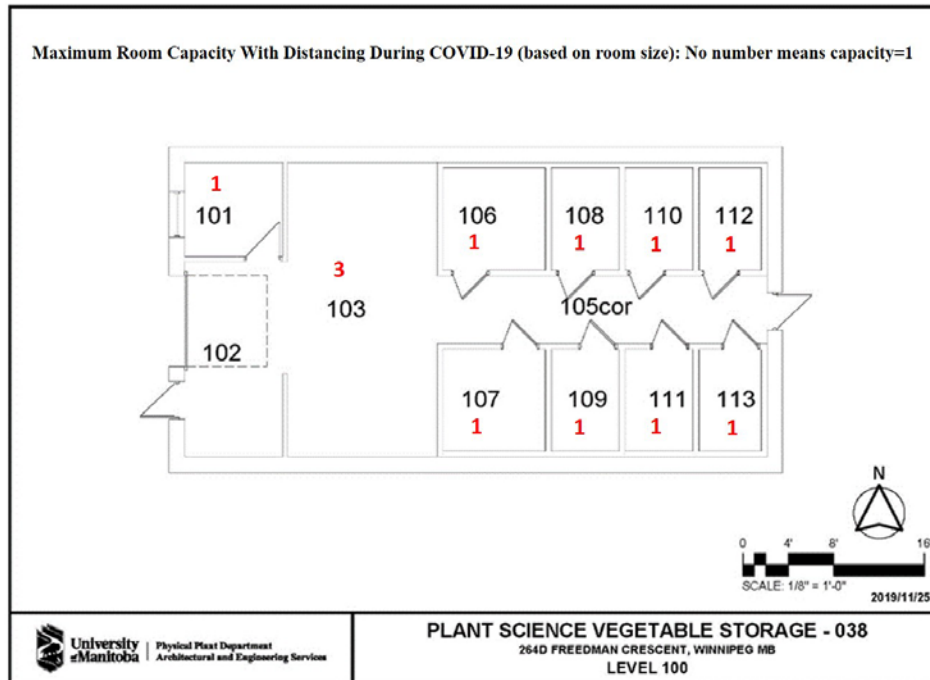 Maximum Room Capacity With Distancing During COVID-19 (based on room size): No number means capacity=1
1
101
106
1
108
1
110
1
112
1
3
103
105cor
102
107
1
109
1
111
1
113
1
N
0 4' 8' 16
SCALE: 1/8" = 1'-0"
2019/11/25
University
of Manitoba
Physical Plant Department
Architectural and Engineering Services
PLANT SCIENCE VEGETABLE STORAGE - 038
264D FREEDMAN CRESCENT, WINNIPEG MB
LEVEL 100